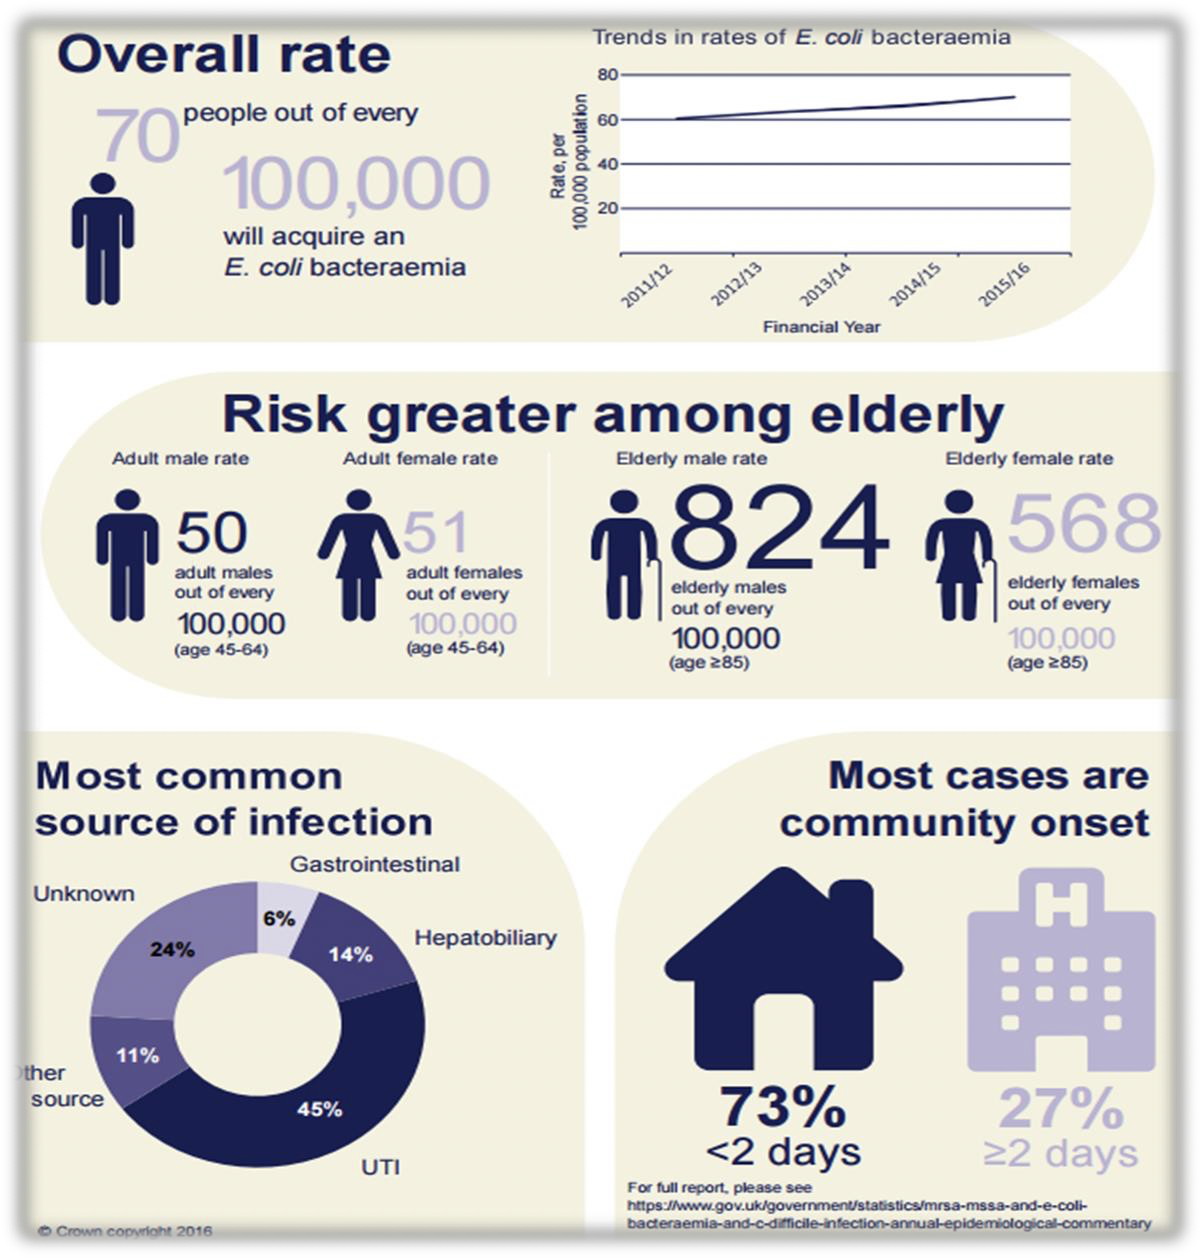 Overall rate
70 people out of every
100,000
will acquire an
E. coli bacteraemia
Trends in rates of E. coli bacteraemia
Rate, per
100,000 population
80
60
40
20
2011/12
2012/13
2013/14
2014/15
2015/16
Financial Year
Risk greater among elderly
Adult male rate
50
adult males
out of every
100,000
(age 45-64)
Adult female rate
51
adult females
out of every
100,000
(age 45-64)
Elderly male rate
824
elderly males
out of every
100,000
(age ≥85)
Elderly female rate
568
elderly females
out of every
100,000
(age ≥85)
Most common
source of infection
Gastrointestinal
Unknown
6%
Hepatobiliary
24%
14%
11%
source
45%
UTI
© Crown copyright 2016
Most cases are
community onset
H
73%
<2 days
27%
≥2 days
For full report, please see
https://www.gov.uk/government/statistics/mrsa-mssa-and-e-coli-
bacteraemia-and-c-difficile-infection-annual-epidemiological-commentary